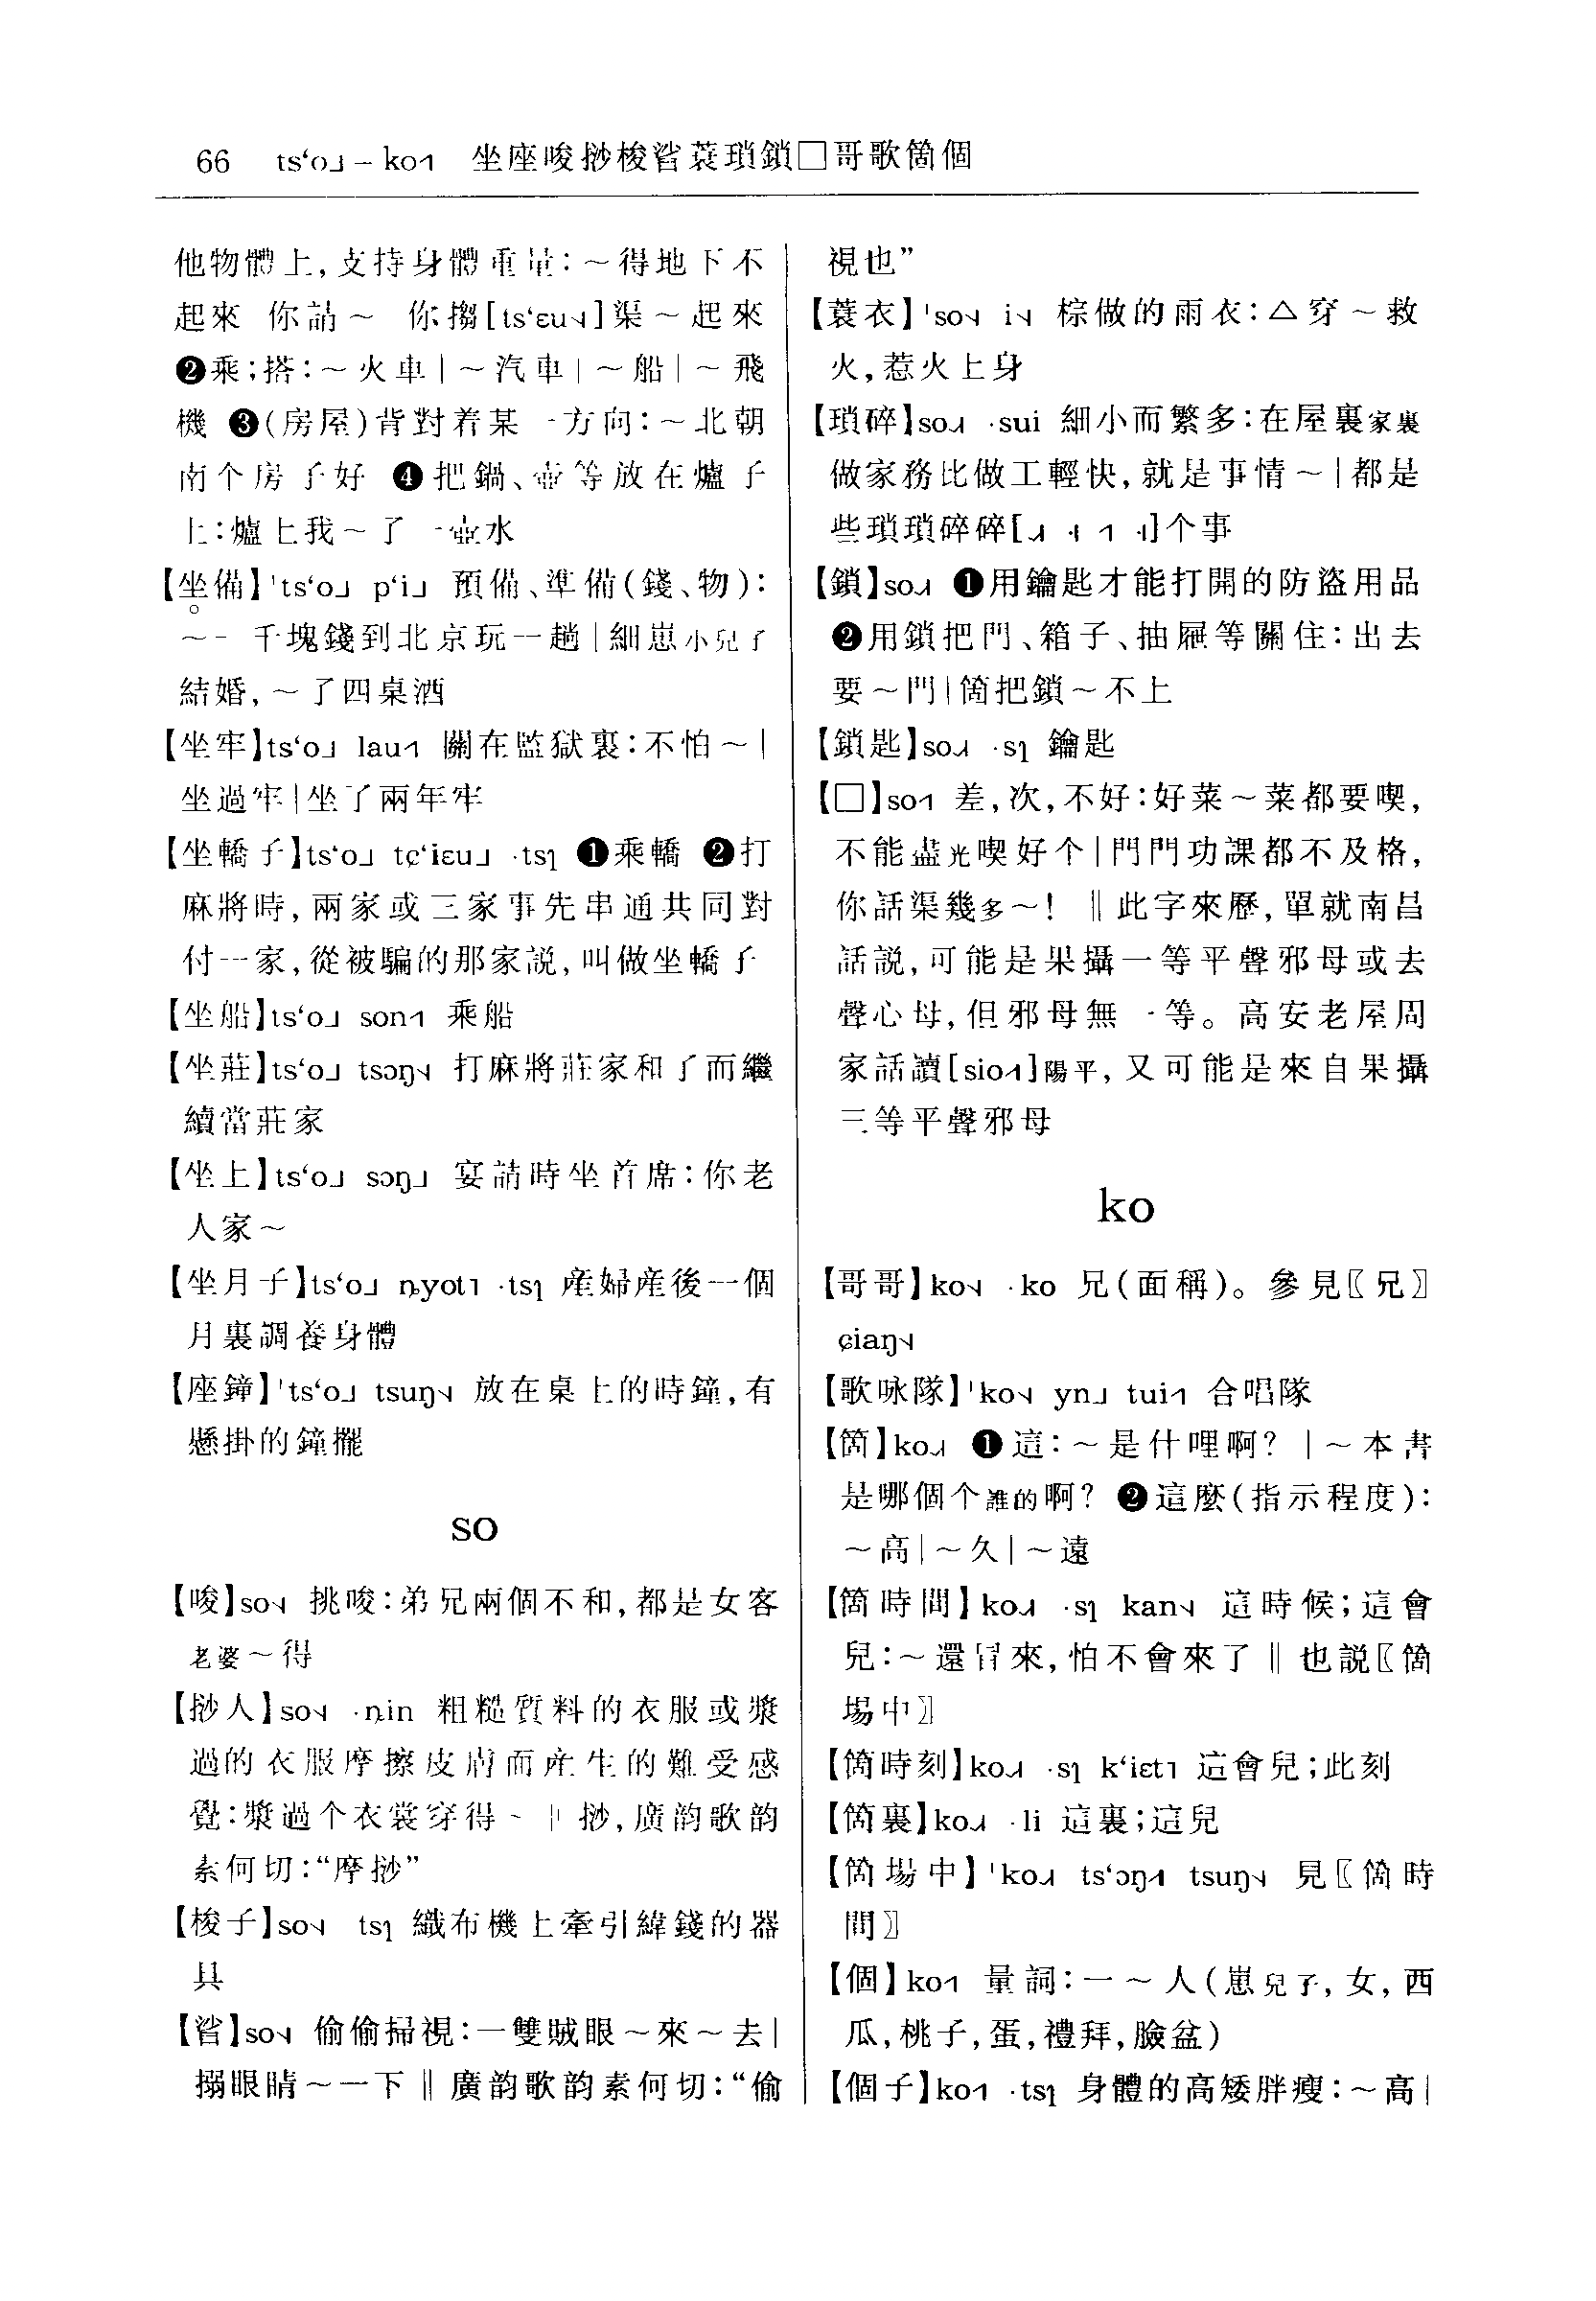 66 ts‘o˩ – ko˧˥ 坐座唆挱梭䁟蓑瑣鎖□哥歌箇個
他物體上,支持身體重量:～得地下不
起來 你請～ 你搊[ts‘ɛu˦˨]渠～起來
❷乘;搭:～火車|～汽車|～船|～飛
機 ❸(房屋)背對着某一方向:～北朝
南个房子好 ❹把鍋、壺等放在爐子
上:爐上我～了一壺水
【坐備】ˈts‘o˩ p‘i˩ 預備、準備(錢、物):
～一千塊錢到北京玩一趟|細崽小兒子
結婚,～了四桌酒
【坐牢】ts‘o˩ lau˧˥ 關在監獄裏:不怕～|
坐過牢|坐了兩年牢
【坐轎子】ts‘o˩ tɕ‘iɛu˩ ·tsɿ ❶乘轎 ❷打
麻將時,兩家或三家事先串通共同對
付一家,從被騙的那家説,叫做坐轎子
【坐船】ts‘o˩ son˧˥ 乘船
【坐莊】ts‘o˩ tsɔŋ˦˨ 打麻將莊家和了而繼
續當莊家
【坐上】ts‘o˩ sɔŋ˩ 宴請時坐首席:你老
人家～
【坐月子】ts‘o˩ ȵyot˥ ·tsɿ 産婦産後一個
月裏調養身體
【座鐘】ˈts‘o˩ tsuŋ˦˨ 放在桌上的時鐘,有
懸掛的鐘擺
so
【唆】so˦˨ 挑唆:弟兄兩個不和,都是女客
老婆～得
【挱人】so˦˨ ·ȵin 粗糙質料的衣服或漿
過的衣服摩擦皮膚而産生的難受感
覺:漿過个衣裳穿得～ ‖ 挱,廣韵歌韵
素何切:“摩挱”
【梭子】so˦˨ tsɿ 織布機上牽引緯錢的器
具
【䁟】so˦˨ 偷偷掃視:一雙賊眼～來～去|
搨眼睛～一下 ‖ 廣韵歌韵素何切:“偷
視也”
【蓑衣】ˈso˦˨ i˦˨ 棕做的雨衣:△穿～救
火,惹火上身
【瑣碎】so˨˩˧ ·sui 細小而繁多:在屋裏家裏
做家務比做工輕快,就是事情～|都是
些瑣瑣碎碎[˨˩˧ ·˧ ˧˥ ·˨]个事
【鎖】so˨˩˧ ❶用鑰匙才能打開的防盜用品
❷用鎖把門、箱子、抽屜等關住:出去
要～門|箇把鎖～不上
【鎖匙】so˨˩˧ ·sɿ 鑰匙
【□】so˧˥ 差,次,不好:好菜～菜都要喫,
不能盡光喫好个|門門功課都不及格,
你話渠幾多～! ‖ 此字來歷,單就南昌
話説,可能是果攝一等平聲邪母或去
聲心母,但邪母無一等。高安老屋周
家話讀[sio˨˦]陽平,又可能是來自果攝
三等平聲邪母
ko
【哥哥】ko˦˨ ·ko 兄(面稱)。參見〖兄〗
ɕiaŋ˦˨
【歌咏隊】ˈko˦˨ yn˩ tui˧˥ 合唱隊
【箇】ko˨˩˧ ❶這:～是什哩啊?|～本書
是哪個个誰的啊? ❷這麽(指示程度):
～高|～久|～遠
【箇時間】ko˨˩˧ ·sɿ kan˦˨ 這時候;這會
兒:～還冒來,怕不會來了 ‖ 也説〖箇
場中〗
【箇時刻】ko˨˩˧ ·sɿ k‘iɛt˥ 這會兒;此刻
【箇裏】ko˨˩˧ ·li 這裏;這兒
【箇場中】ˈko˨˩˧ ts‘ɔŋ˨˦ tsuŋ˦˨ 見〖箇時
間〗
【個】ko˧˥ 量詞:一～人(崽兒子,女,西
瓜,桃子,蛋,禮拜,臉盆)
【個子】ko˧˥ ·tsɿ 身體的高矮胖瘦:～高|